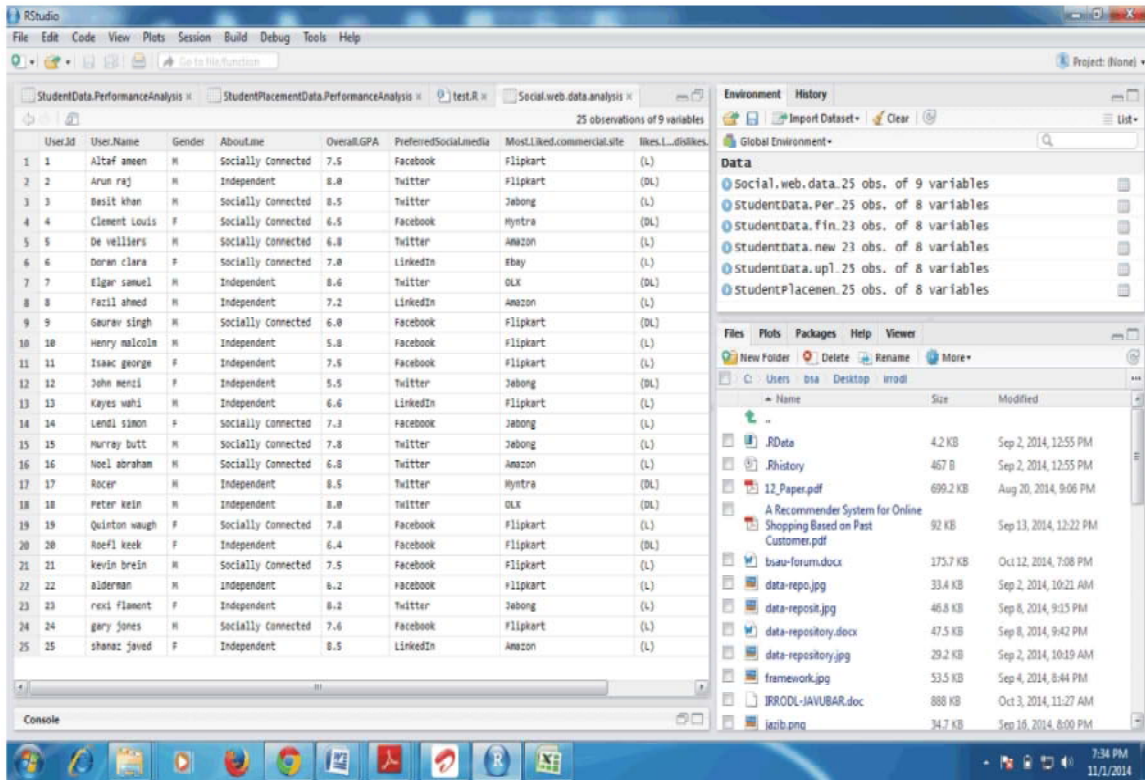 RStudio
File Edit Code View Plots Session Build Debug Tools Help
Go to file/function
Project: (None)
StudentData.PerformanceAnalysis × StudentPlacementData.PerformanceAnalysis × test.R × Social.web.data.analysis ×
25 observations of 9 variables
User.Id User.Name Gender About.me Overall.GPA PreferredSocial.media Most.Liked.commercial.site likes.(...dislikes.
1 1 Altaf ameen M Socially Connected 7.5 Facebook Flipkart (L)
2 2 Arun raj M Independent 8.0 Twitter Flipkart (DL)
3 3 Basit khan M Socially Connected 8.5 Twitter Jabong (L)
4 4 Clement Louis F Socially Connected 6.5 Facebook Myntra (DL)
5 5 De velliers M Socially Connected 6.8 Twitter Amazon (L)
6 6 Doran clara F Socially Connected 7.0 LinkedIn Ebay (L)
7 7 Elgar samuel M Independent 8.6 Twitter OLX (DL)
8 8 Fazil ahmed M Independent 7.2 LinkedIn Amazon (L)
9 9 Gaurav singh M Socially Connected 6.0 Facebook Flipkart (DL)
10 10 Henry malcolm M Independent 5.8 Facebook Flipkart (L)
11 11 Isaac george F Independent 7.5 Facebook Flipkart (L)
12 12 John menzi F Independent 5.5 Twitter Jabong (DL)
13 13 Kayes wahi M Independent 6.6 LinkedIn Flipkart (L)
14 14 Lendl simon F Socially Connected 7.3 Facebook Jabong (L)
15 15 Murray butt M Socially Connected 7.8 Twitter Jabong (L)
16 16 Noel abraham M Socially Connected 6.8 Twitter Amazon (L)
17 17 Rocer M Independent 8.5 Twitter Myntra (DL)
18 18 Peter kein M Independent 8.0 Twitter OLX (DL)
19 19 Quinton waugh F Socially Connected 7.8 Facebook Flipkart (L)
20 20 Roefl keek F Independent 6.4 Facebook Flipkart (DL)
21 21 kevin brein M Socially Connected 7.5 Facebook Flipkart (L)
22 22 alderman M Independent 6.2 Facebook Flipkart (L)
23 23 rexi flament F Independent 8.2 Twitter Jabong (L)
24 24 gary jones M Socially Connected 7.6 Facebook Flipkart (L)
25 25 shanaz javed F Independent 8.5 LinkedIn Amazon (L)
Console
Environment History
Import Dataset Clear List
Global Environment
Data
Social.web.data… 25 obs. of 9 variables
StudentData.Per… 25 obs. of 8 variables
StudentData.fin… 23 obs. of 8 variables
StudentData.new 23 obs. of 8 variables
StudentData.upl… 25 obs. of 8 variables
StudentPlacemen… 25 obs. of 8 variables
Files Plots Packages Help Viewer
New Folder Delete Rename More
C: Users bsa Desktop irrodl
Name Size Modified
..
.RData 4.2 KB Sep 2, 2014, 12:55 PM
.Rhistory 467 B Sep 2, 2014, 12:55 PM
12_Paper.pdf 699.2 KB Aug 20, 2014, 9:06 PM
A Recommender System for Online
Shopping Based on Past 92 KB Sep 13, 2014, 12:22 PM
Customer.pdf
bsau-forum.docx 175.7 KB Oct 12, 2014, 7:08 PM
data-repo.jpg 33.4 KB Sep 2, 2014, 10:21 AM
data-reposit.jpg 46.8 KB Sep 8, 2014, 9:15 PM
data-repository.docx 47.5 KB Sep 8, 2014, 9:42 PM
data-repository.jpg 29.2 KB Sep 2, 2014, 10:19 AM
framework.jpg 53.5 KB Sep 4, 2014, 8:44 PM
IRRODL-JAVUBAR.doc 888 KB Oct 3, 2014, 11:27 AM
jazib.png 34.7 KB Sep 16, 2014, 8:00 PM
7:34 PM
11/1/2014